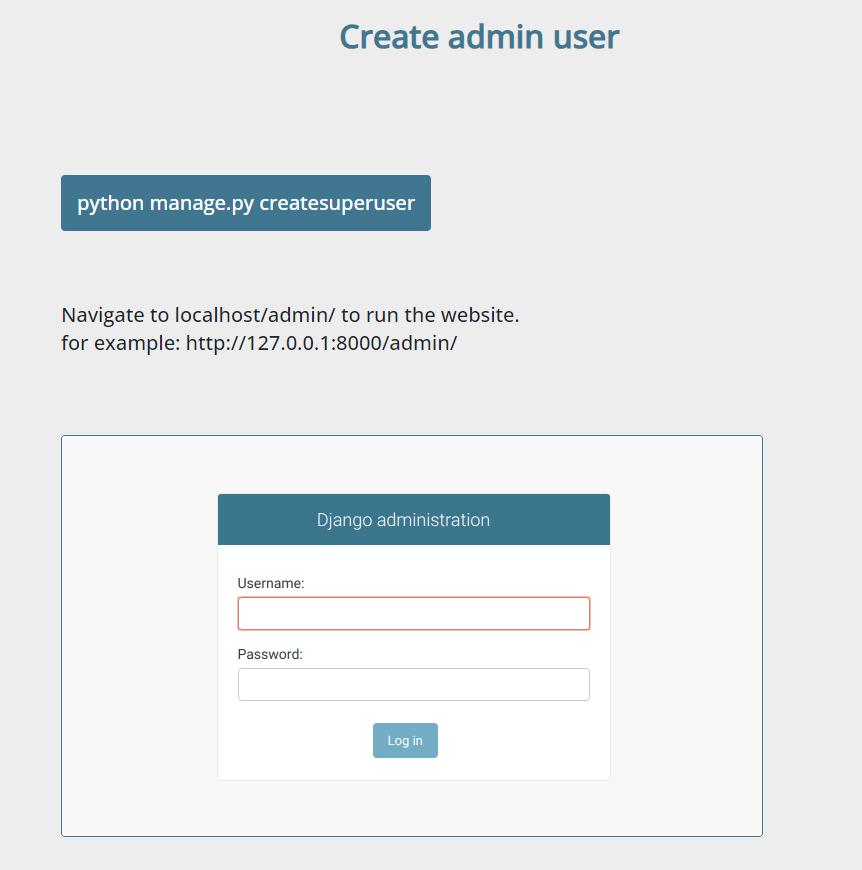 Create admin user
python manage.py createsuperuser
Navigate to localhost/admin/ to run the website.
for example: http://127.0.0.1:8000/admin/
Django administration
Username:
Password:
Log in